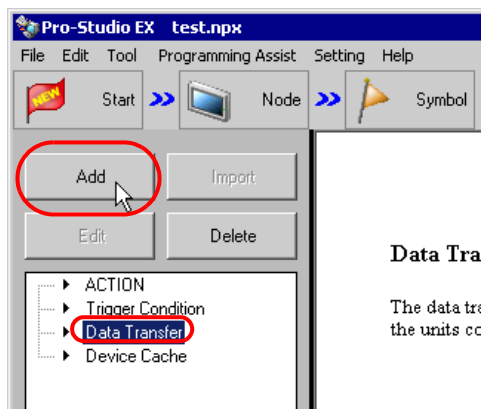 Pro-Studio EX test.npx
File Edit Tool Programming Assist Setting Help
NEW Start Node Symbol
Add Import
Edit Delete
ACTION
Trigger Condition
Data Transfer
Device Cache
Data Tra
The data tra
the units co